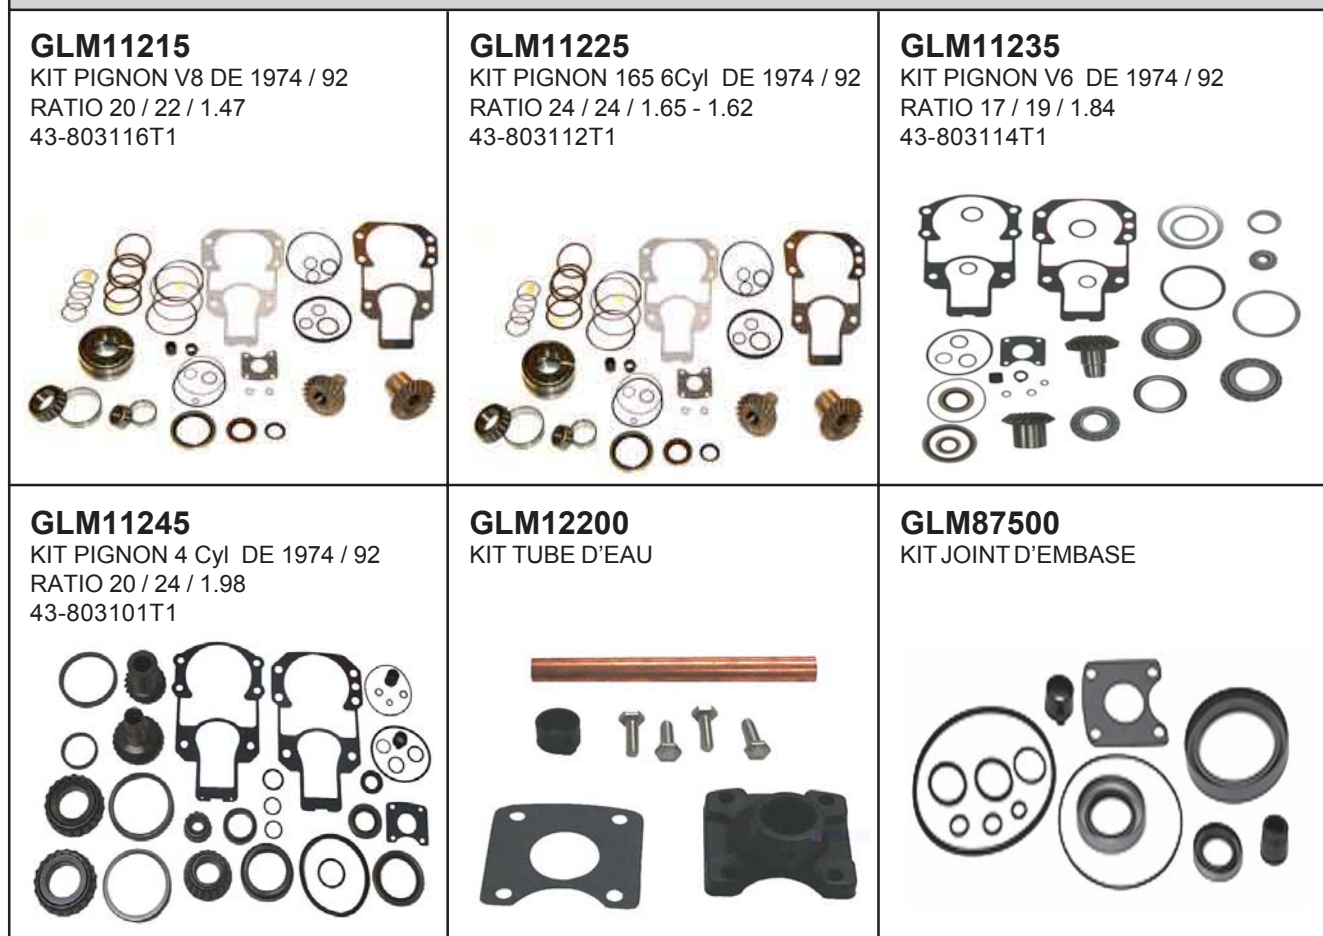 GLM11215
KIT PIGNON V8 DE 1974 / 92
RATIO 20 / 22 / 1.47
43-803116T1
GLM11225
KIT PIGNON 165 6Cyl DE 1974 / 92
RATIO 24 / 24 / 1.65 - 1.62
43-803112T1
GLM11235
KIT PIGNON V6 DE 1974 / 92
RATIO 17 / 19 / 1.84
43-803114T1
GLM11245
KIT PIGNON 4 Cyl DE 1974 / 92
RATIO 20 / 24 / 1.98
43-803101T1
GLM12200
KIT TUBE D'EAU
GLM87500
KIT JOINT D'EMBASE